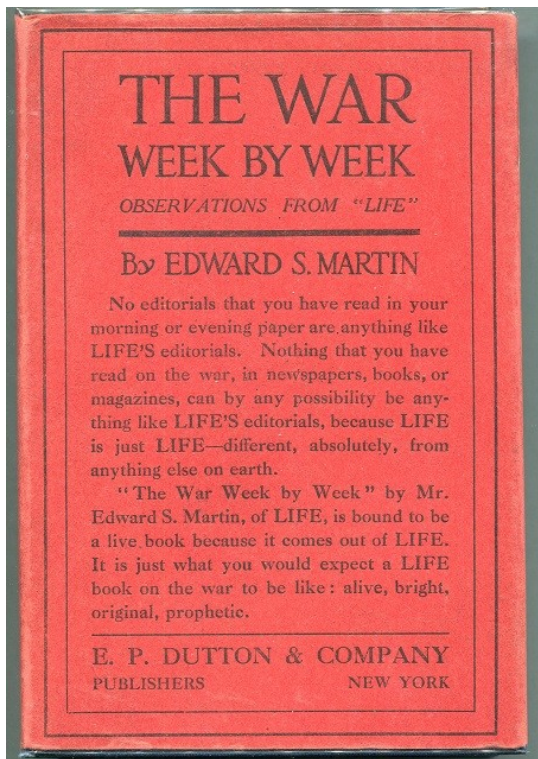 THE WAR
WEEK BY WEEK
OBSERVATIONS FROM "LIFE"
By EDWARD S. MARTIN
No editorials that you have read in your
morning or evening paper are anything like
LIFE'S editorials. Nothing that you have
read on the war, in newspapers, books, or
magazines, can by any possibility be any-
thing like LIFE'S editorials, because LIFE
is just LIFE—different, absolutely, from
anything else on earth.
"The War Week by Week" by Mr.
Edward S. Martin, of LIFE, is bound to be
a live book because it comes out of LIFE.
It is just what you would expect a LIFE
book on the war to be like: alive, bright,
original, prophetic.
E. P. DUTTON & COMPANY
PUBLISHERS NEW YORK